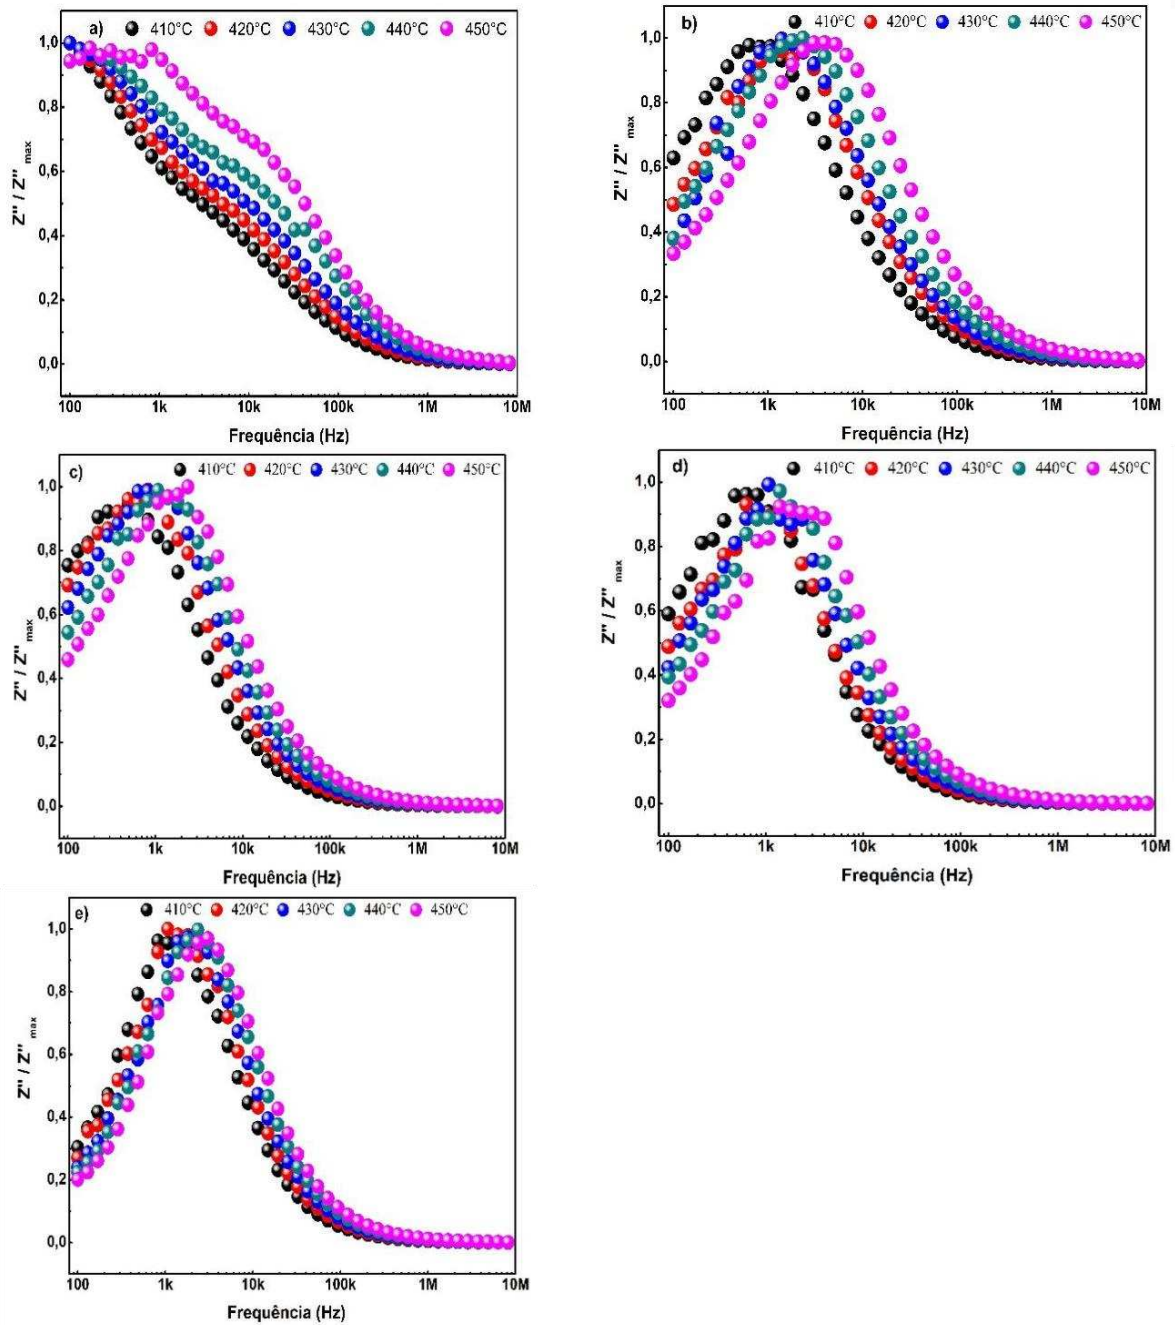 a) 410°C 420°C 430°C 440°C 450°C
1,0
0,8
0,6
0,4
0,2
0,0
Z'' / Z''max
100 1k 10k 100k 1M 10M
Frequência (Hz)
b) 410°C 420°C 430°C 440°C 450°C
1,0
0,8
0,6
0,4
0,2
0,0
Z'' / Z''max
100 1k 10k 100k 1M 10M
Frequência (Hz)
c) 410°C 420°C 430°C 440°C 450°C
1,0
0,8
0,6
0,4
0,2
0,0
Z'' / Z''max
100 1k 10k 100k 1M 10M
Frequência (Hz)
d) 410°C 420°C 430°C 440°C 450°C
1,0
0,8
0,6
0,4
0,2
0,0
Z'' / Z''max
100 1k 10k 100k 1M 10M
Frequência (Hz)
e) 410°C 420°C 430°C 440°C 450°C
1,0
0,8
0,6
0,4
0,2
0,0
Z'' / Z''max
100 1k 10k 100k 1M 10M
Frequência (Hz)